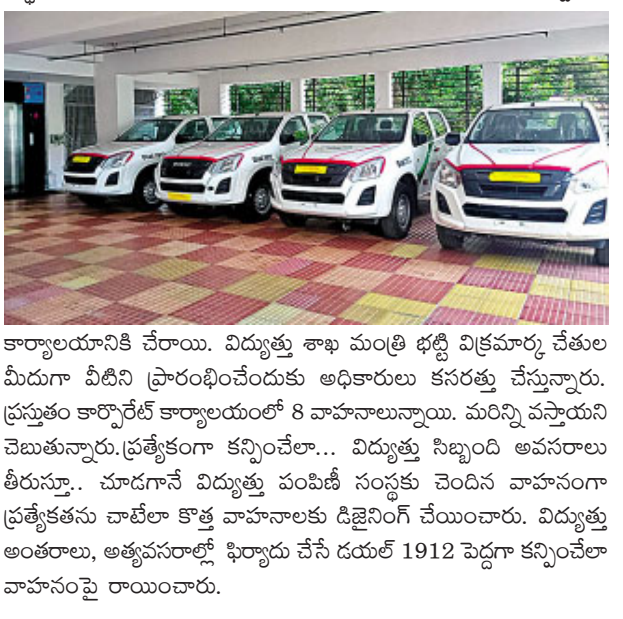 కార్యాలయానికి చేరాయి. విద్యుత్తు శాఖ మంత్రి భట్టి విక్రమార్క చేతుల
మీదుగా వీటిని ప్రారంభించేందుకు అధికారులు కసరత్తు చేస్తున్నారు.
ప్రస్తుతం కార్పొరేట్ కార్యాలయంలో 8 వాహనాలున్నాయి. మరిన్ని వస్తాయని
చెబుతున్నారు.ప్రత్యేకంగా కన్పించేలా... విద్యుత్తు సిబ్బంది అవసరాలు
తీరుస్తూ.. చూడగానే విద్యుత్తు పంపిణీ సంస్థకు చెందిన వాహనంగా
ప్రత్యేకతను చాటేలా కొత్త వాహనాలకు డిజైనింగ్ చేయించారు. విద్యుత్తు
అంతరాలు, అత్యవసరాల్లో ఫిర్యాదు చేసే డయల్ 1912 పెద్దగా కన్పించేలా
వాహనంపై రాయించారు.